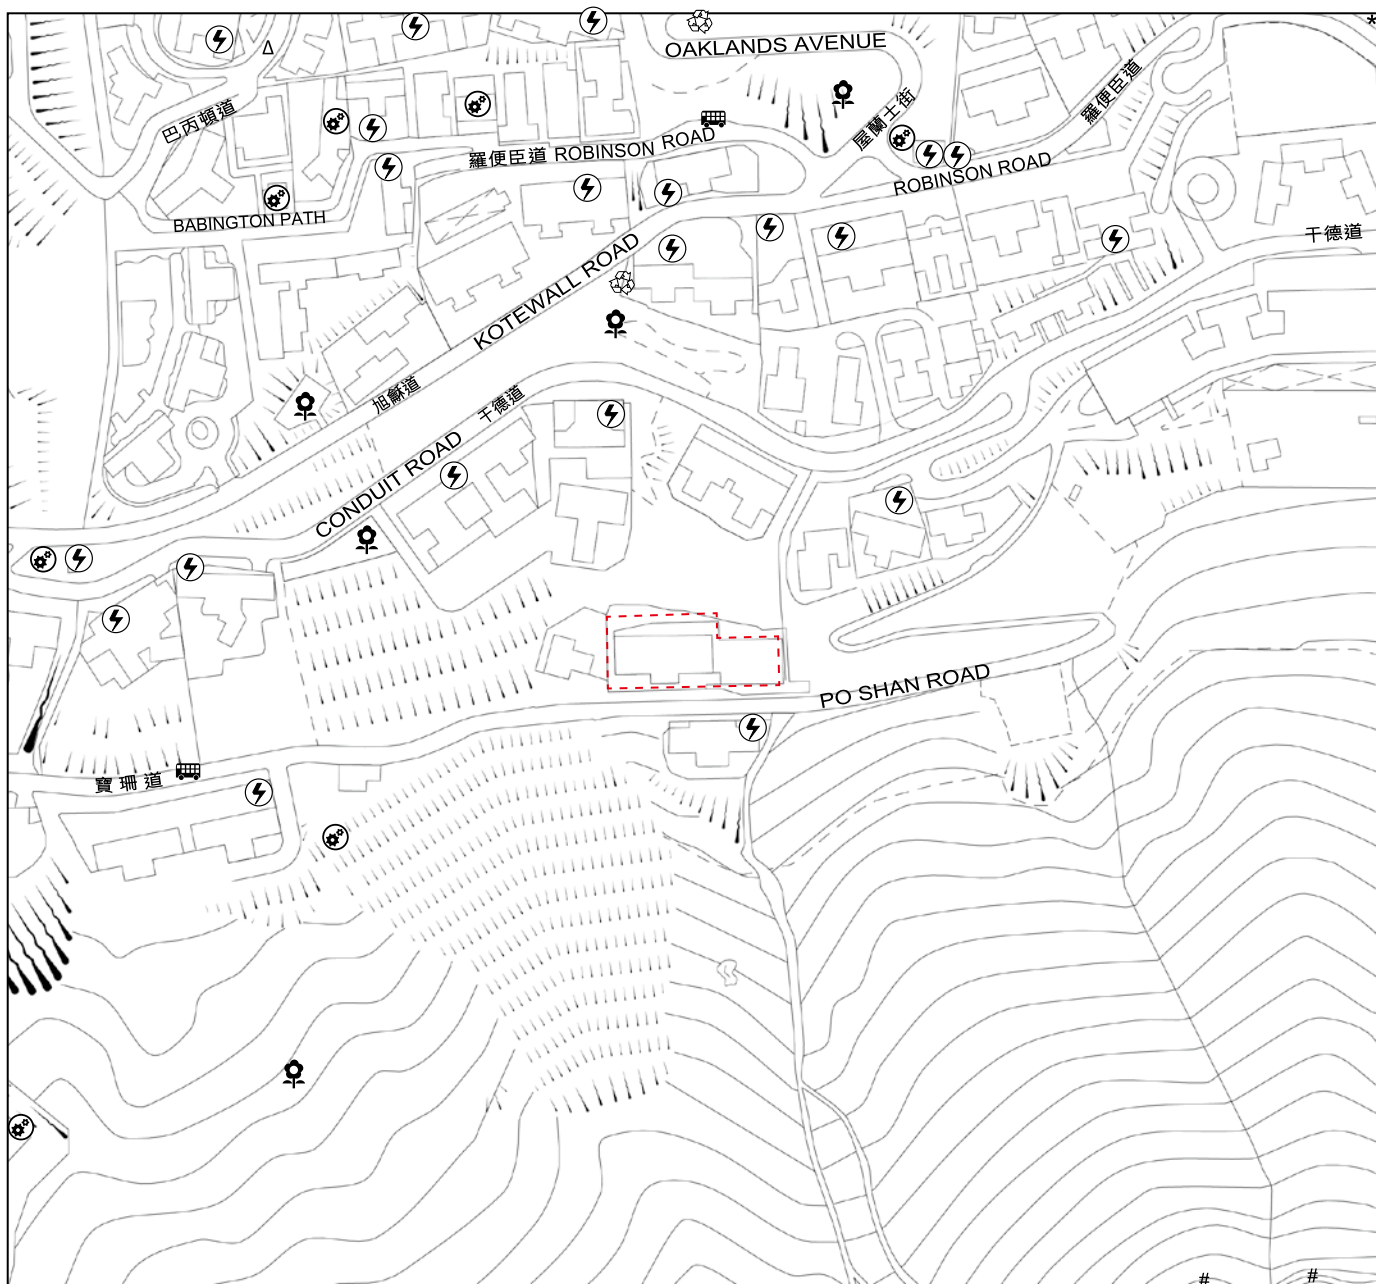 *
Δ
OAKLANDS AVENUE
巴丙頓道
屋蘭士街
羅便臣道
羅便臣道 ROBINSON ROAD
ROBINSON ROAD
BABINGTON PATH
干德道
KOTEWALL ROAD
旭龢道
干德道
CONDUIT ROAD
PO SHAN ROAD
寶珊道
#
#